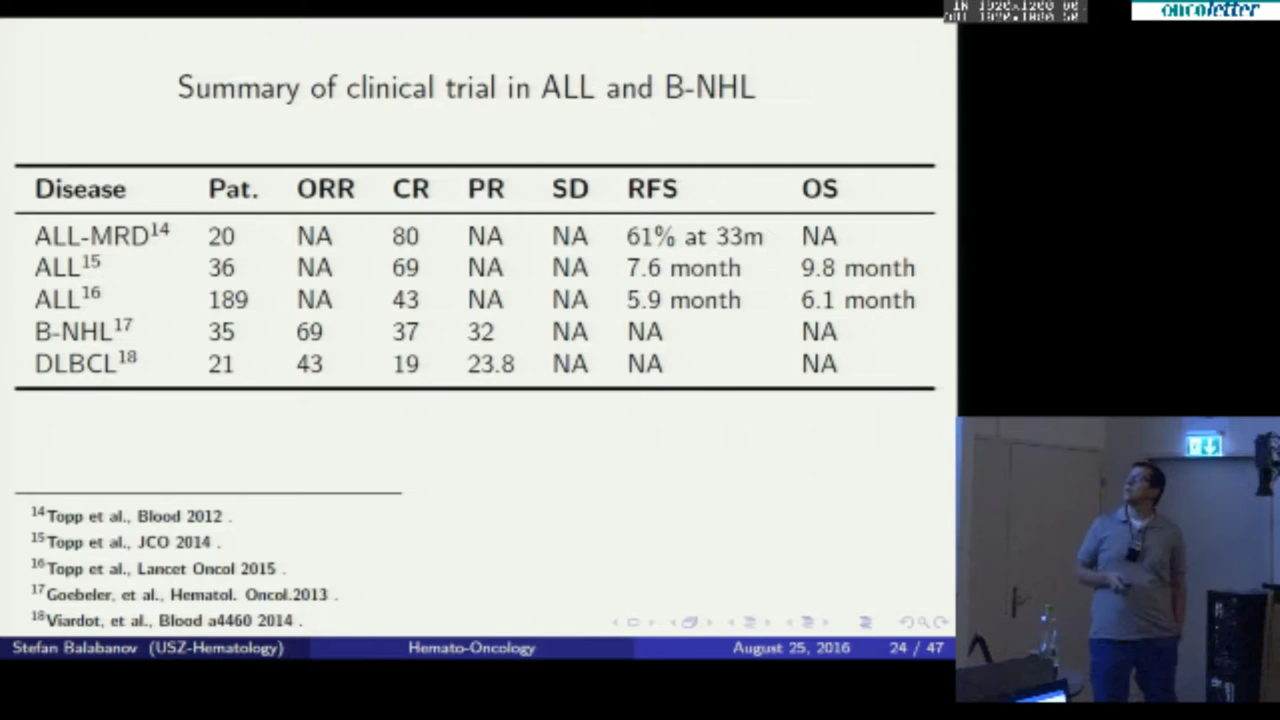 oncoletter
Summary of clinical trial in ALL and B-NHL
Disease Pat. ORR CR PR SD RFS OS
ALL-MRD14 20 NA 80 NA NA 61% at 33m NA
ALL15 36 NA 69 NA NA 7.6 month 9.8 month
ALL16 189 NA 43 NA NA 5.9 month 6.1 month
B-NHL17 35 69 37 32 NA NA NA
DLBCL18 21 43 19 23.8 NA NA NA
14Topp et al., Blood 2012 .
15Topp et al., JCO 2014 .
16Topp et al., Lancet Oncol 2015 .
17Goebeler, et al., Hematol. Oncol.2013 .
18Viardot, et al., Blood a4460 2014 .
Stefan Balabanov (USZ-Hematology) Hemato-Oncology August 25, 2016 24 / 47